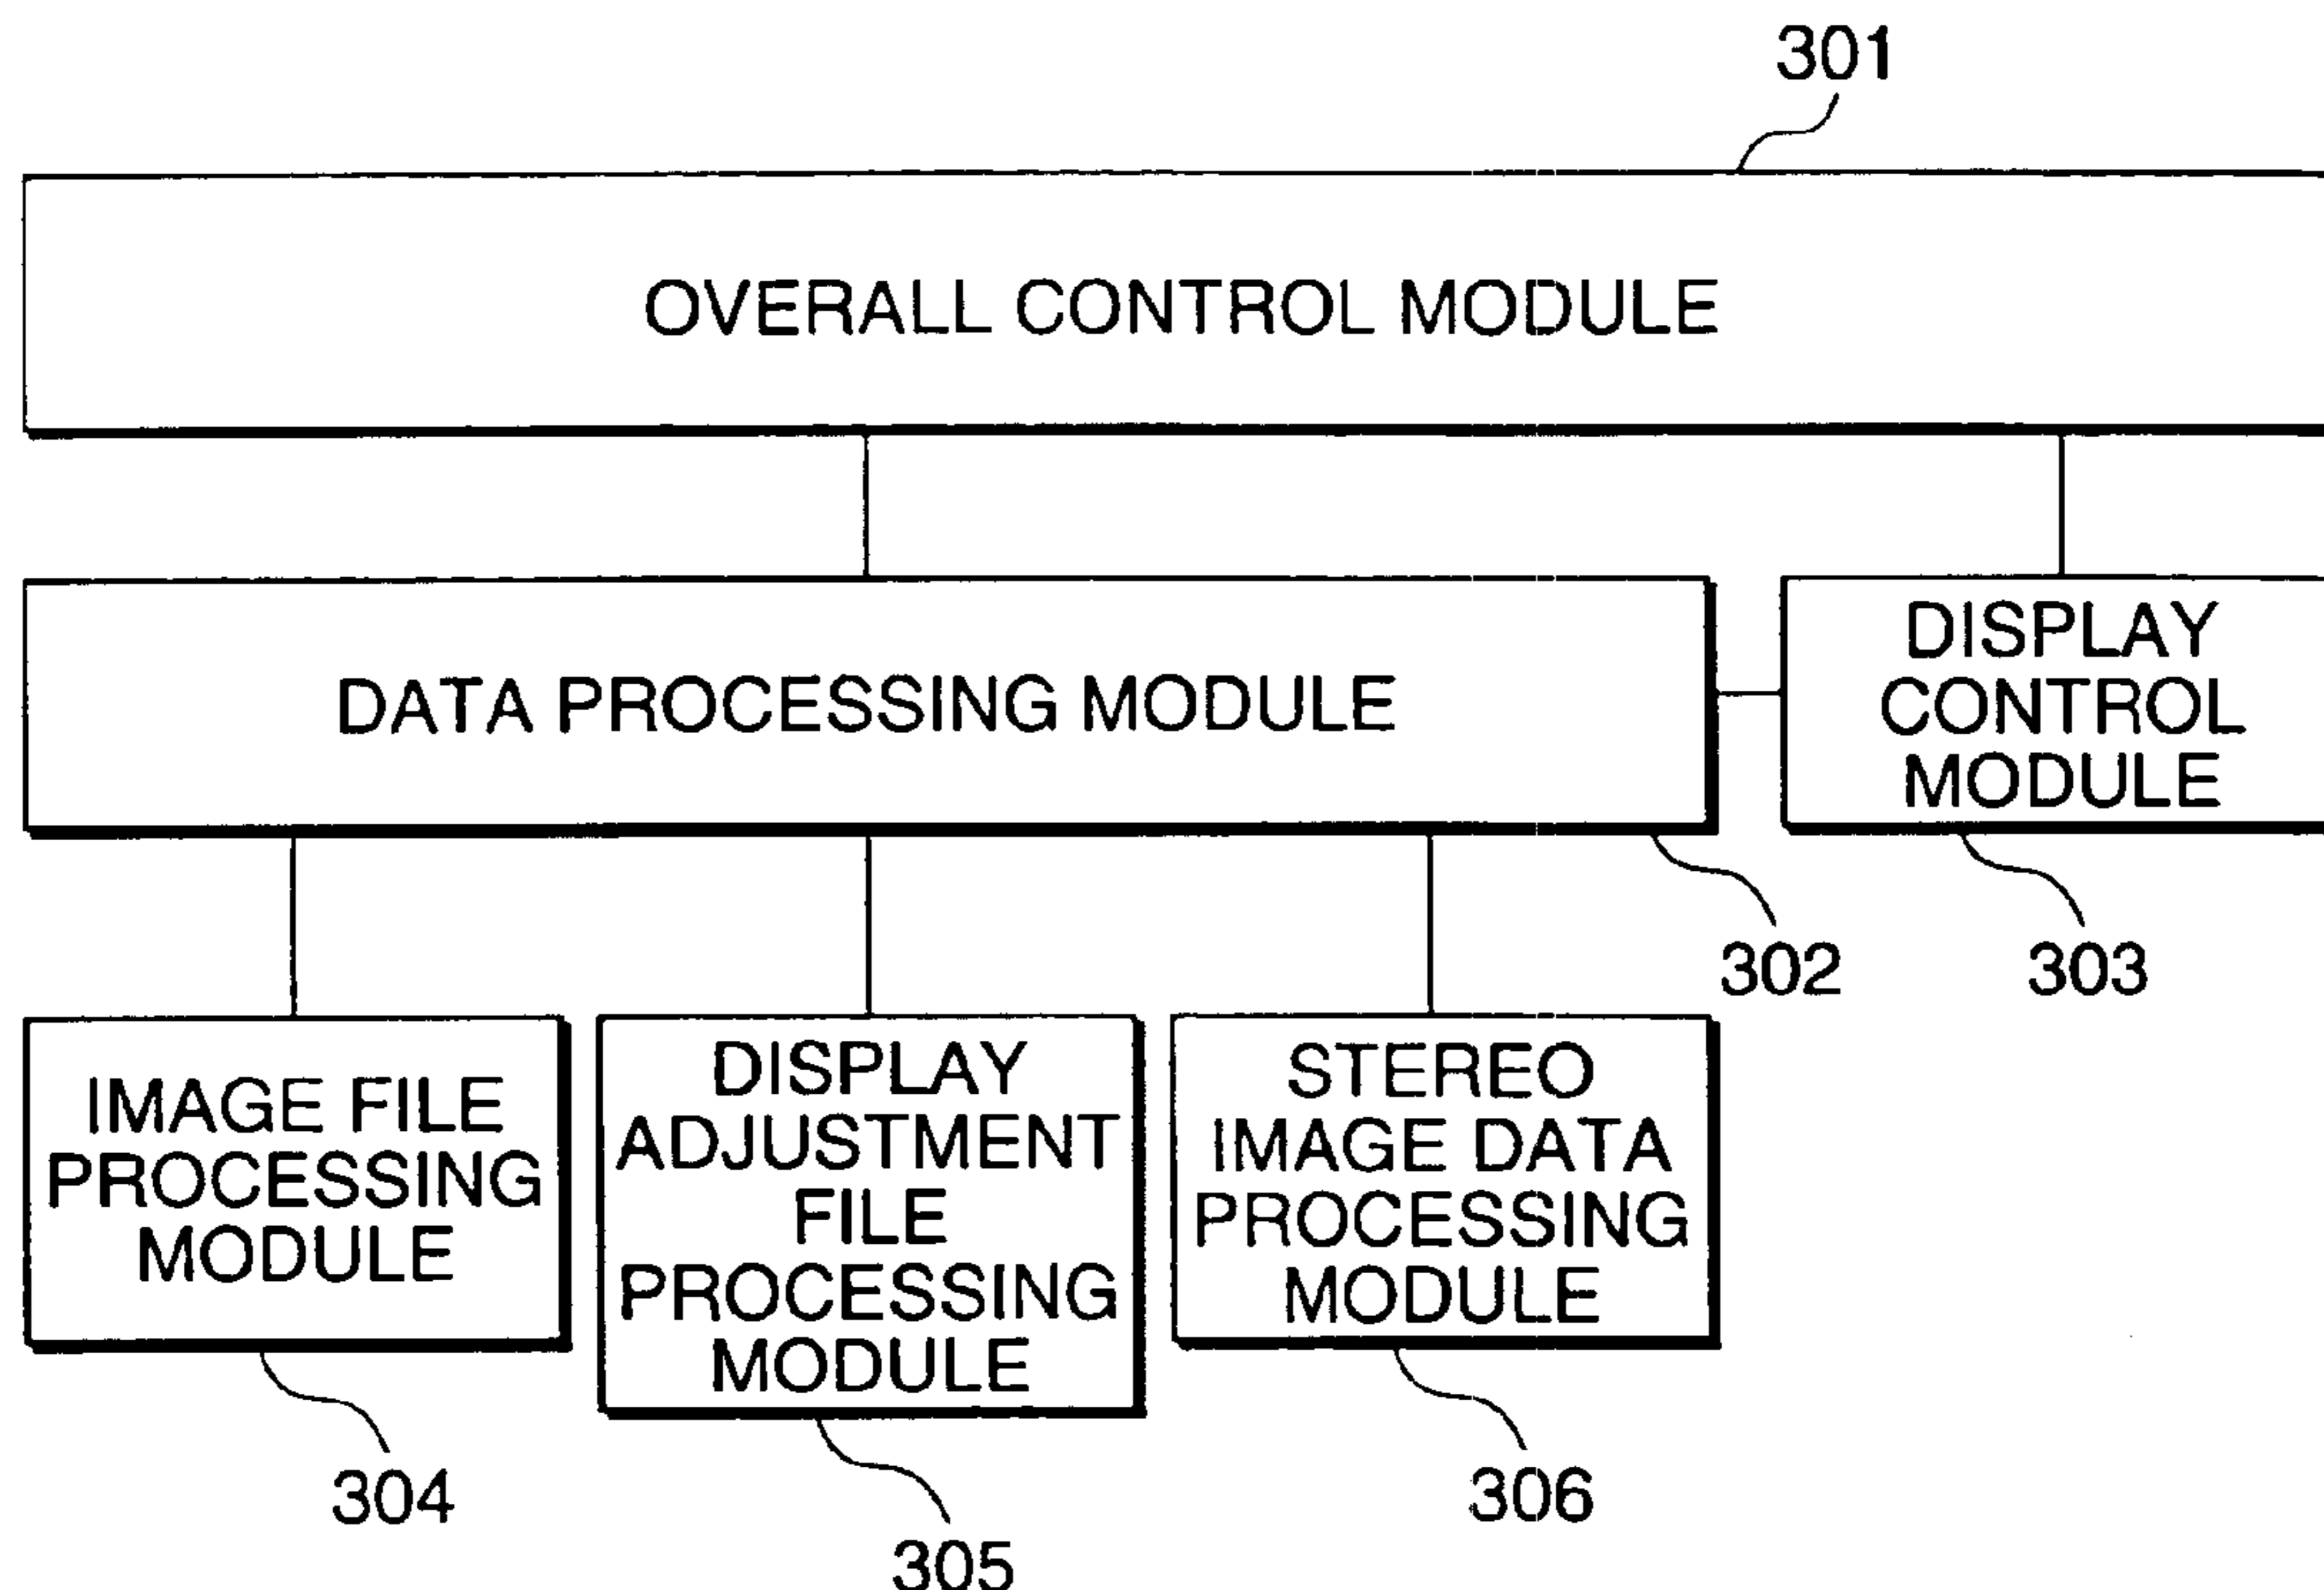 301
OVERALL CONTROL MODULE
DATA PROCESSING MODULE
DISPLAY
CONTROL
MODULE
302
303
IMAGE FILE
PROCESSING
MODULE
DISPLAY
ADJUSTMENT
FILE
PROCESSING
MODULE
STEREO
IMAGE DATA
PROCESSING
MODULE
304
305
306